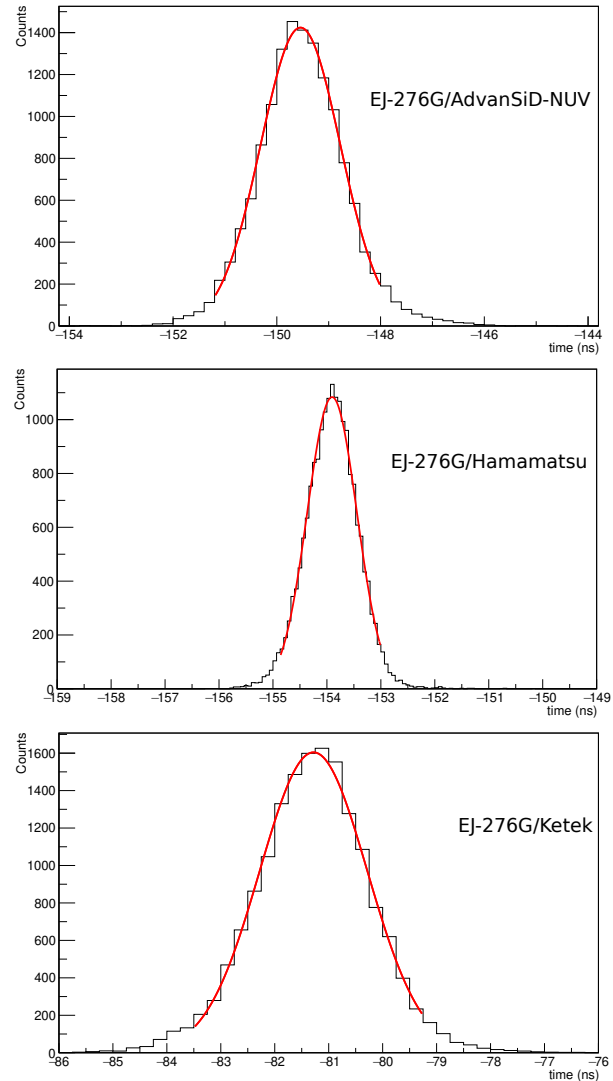 Counts
1400
1200
1000
800
600
400
200
0
EJ-276G/AdvanSiD-NUV
−154 −152 −150 −148 −146 −144
time (ns)
Counts
1000
800
600
400
200
0
EJ-276G/Hamamatsu
−159 −158 −157 −156 −155 −154 −153 −152 −151 −150 −149
time (ns)
Counts
1600
1400
1200
1000
800
600
400
200
0
EJ-276G/Ketek
−86 −85 −84 −83 −82 −81 −80 −79 −78 −77 −76
time (ns)